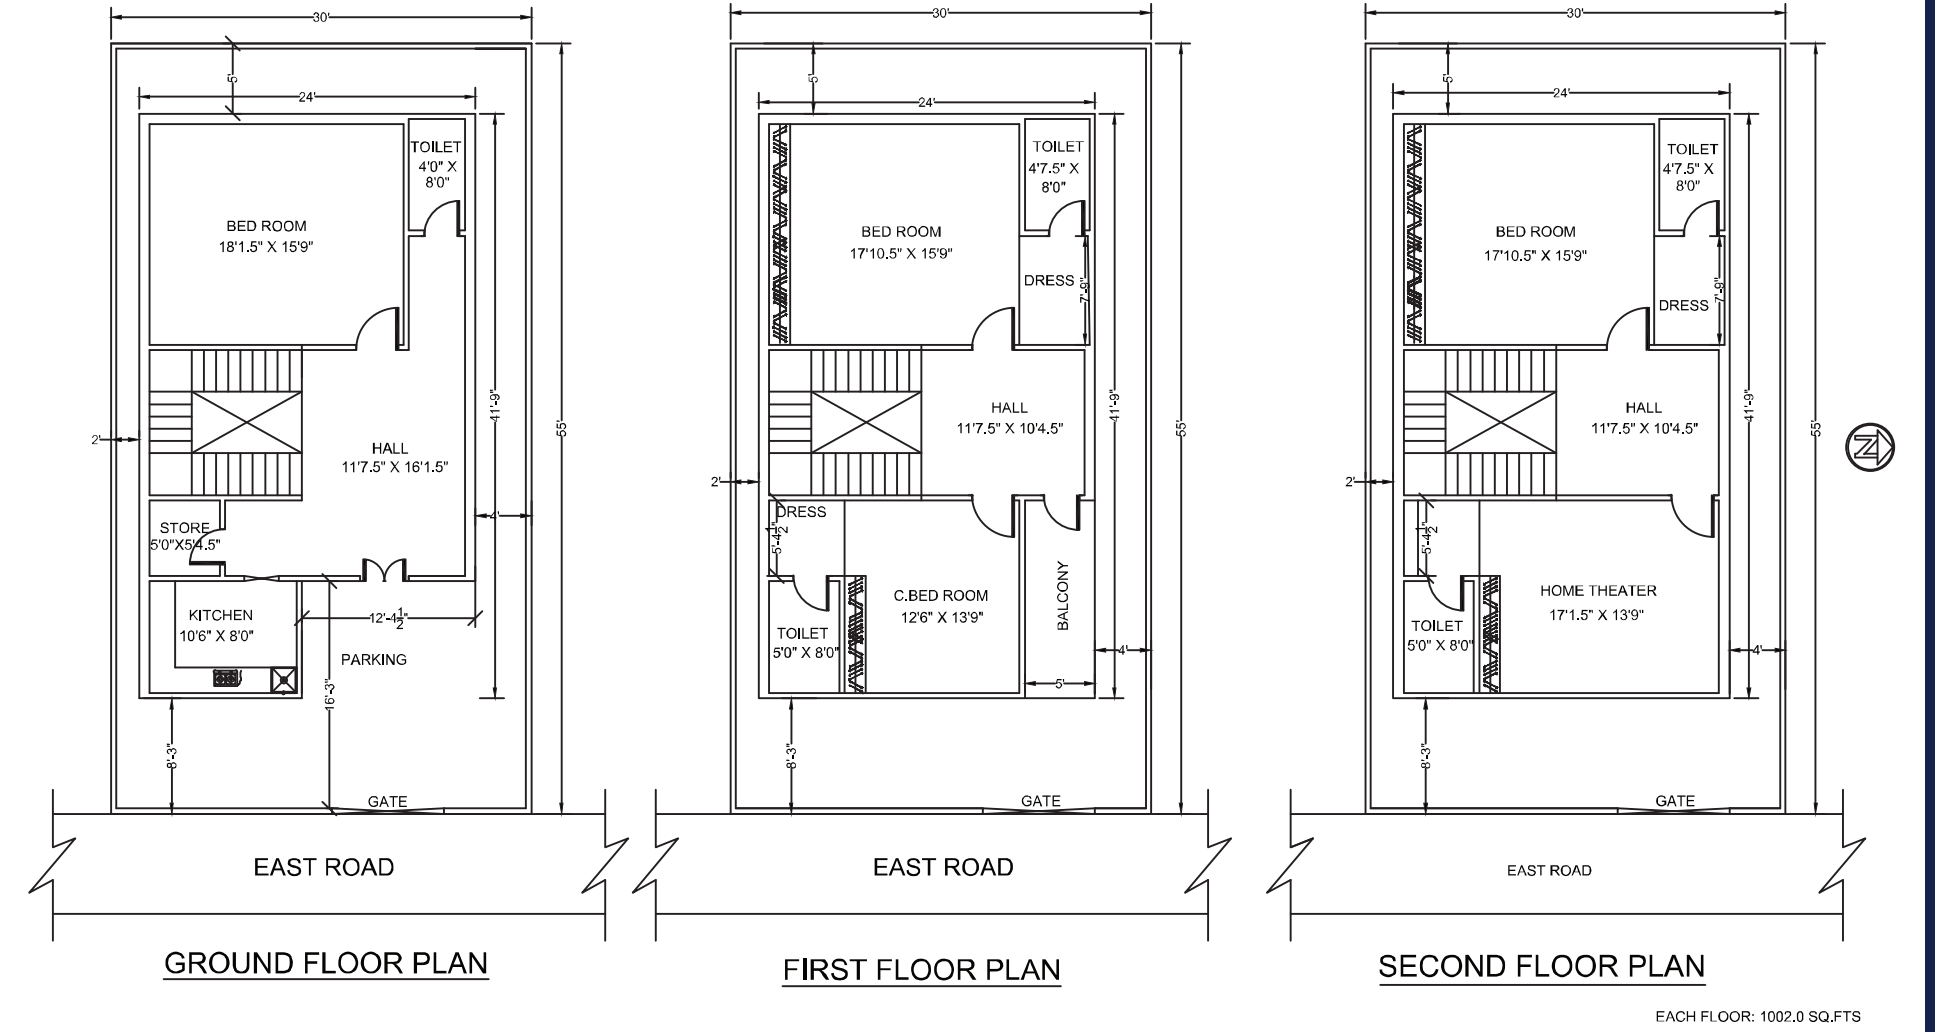 30'
5'
24'
TOILET
4'0" X
8'0"
BED ROOM
18'1.5" X 15'9"
41'-9"
55'
2'
HALL
11'7.5" X 16'1.5"
STORE
5'0"X5'4.5"
4'
KITCHEN
10'6" X 8'0"
12'-4 1/2"
PARKING
16'-3"
8'-3"
GATE
EAST ROAD
GROUND FLOOR PLAN
30'
5'
24'
TOILET
4'7.5" X
8'0"
BED ROOM
17'10.5" X 15'9"
DRESS
7'-9"
41'-9"
55'
HALL
11'7.5" X 10'4.5"
2'
DRESS
5'-4 1/2"
C.BED ROOM
12'6" X 13'9"
BALCONY
TOILET
5'0" X 8'0"
4'
5'
8'-3"
GATE
EAST ROAD
FIRST FLOOR PLAN
30'
5'
24'
TOILET
4'7.5" X
8'0"
BED ROOM
17'10.5" X 15'9"
DRESS
7'-9"
41'-9"
55'
HALL
11'7.5" X 10'4.5"
N
2'
5'-4 1/2"
HOME THEATER
17'1.5" X 13'9"
TOILET
5'0" X 8'0"
4'
8'-3"
GATE
EAST ROAD
SECOND FLOOR PLAN
EACH FLOOR: 1002.0 SQ.FTS